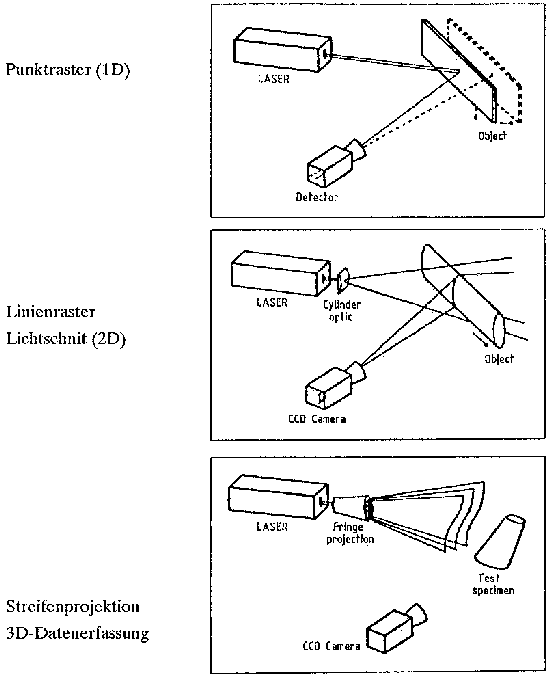 Punktraster (1D)
LASER
Object
Detector
Linienraster
Lichtschnit (2D)
LASER
Cylinder
optic
Object
CCD Camera
LASER
Fringe
projection
Test
specimen
Streifenprojektion
3D-Datenerfassung
CCD Camera